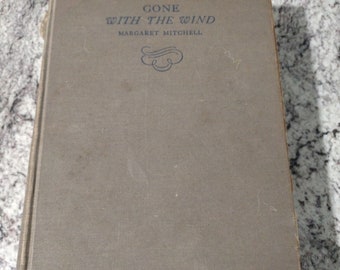 GONE
WITH THE WIND
MARGARET MITCHELL